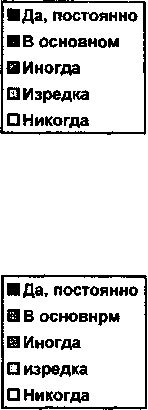 Да, постоянно
В основном
Иногда
Изредка
Никогда
Да, постоянно
В основнрм
Иногда
изредка
Никогда